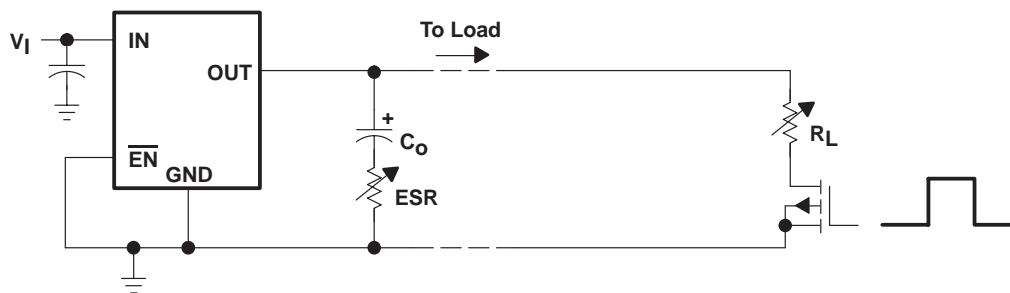 To Load
V_I
IN
OUT
+
C_o
R_L
EN
GND
ESR